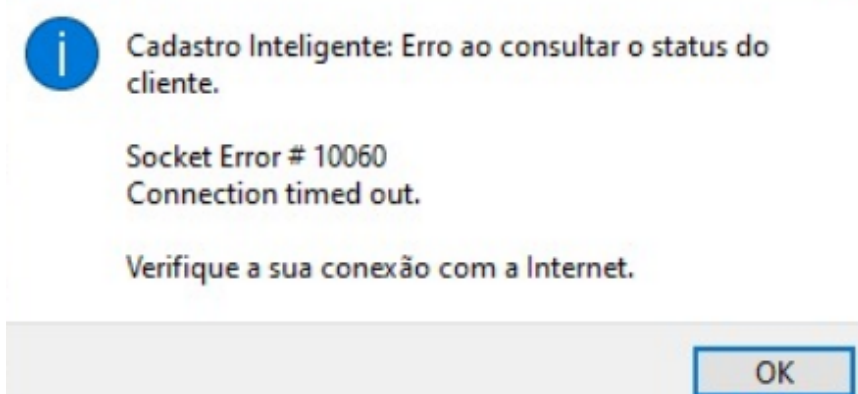 Cadastro Inteligente: Erro ao consultar o status do
cliente.
Socket Error # 10060
Connection timed out.
Verifique a sua conexão com a Internet.
OK